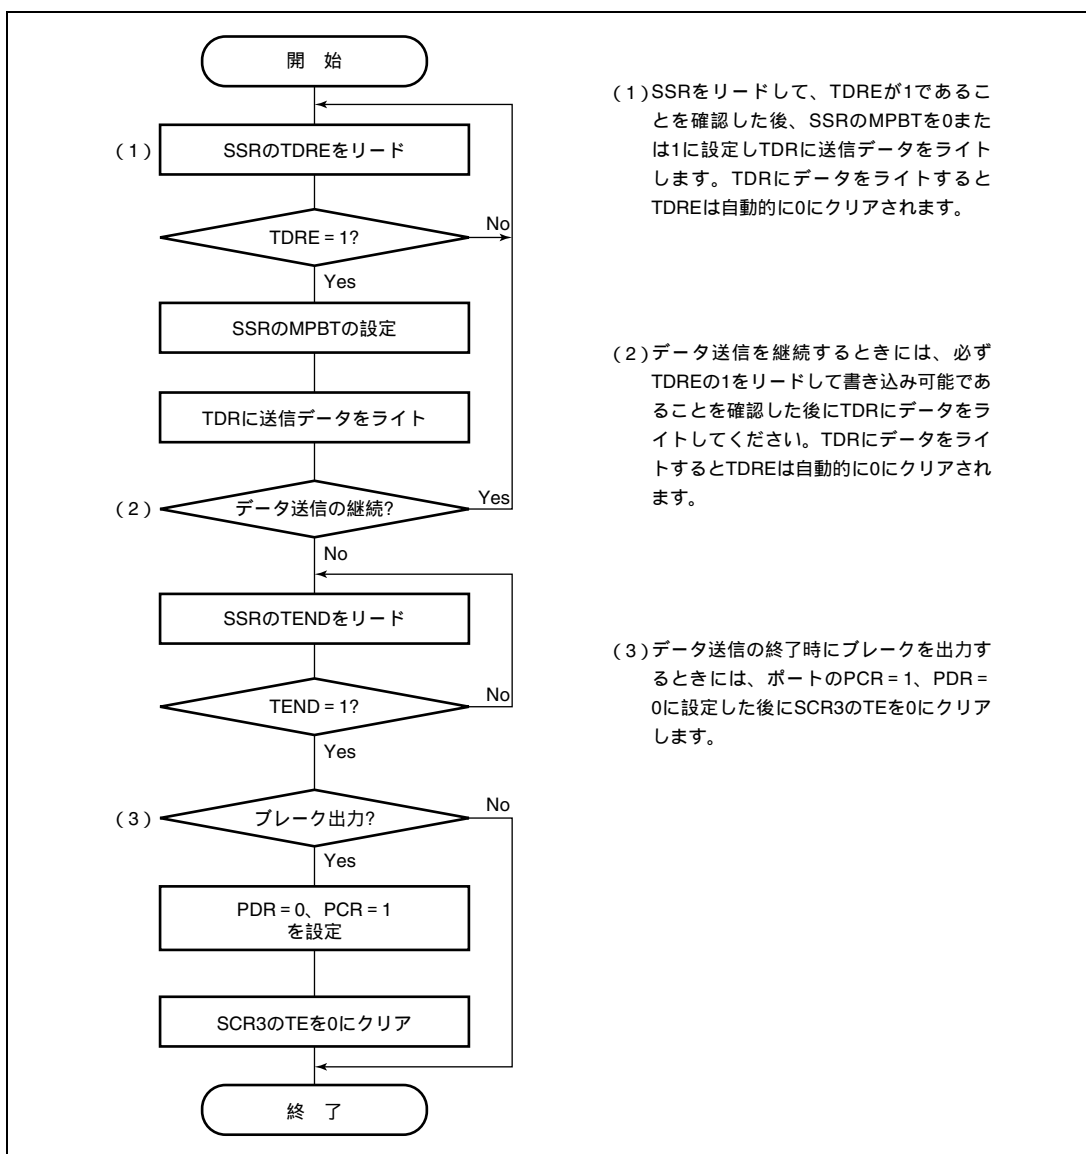 開 始
(1)
SSRのTDREをリード
TDRE = 1?
No
Yes
SSRのMPBTの設定
TDRに送信データをライト
(2)
データ送信の継続?
Yes
No
SSRのTENDをリード
TEND = 1?
No
Yes
(3)
ブレーク出力?
No
Yes
PDR = 0、PCR = 1
を設定
SCR3のTEを0にクリア
終 了
(1)SSRをリードして、TDREが1であるこ
とを確認した後、SSRのMPBTを0また
は1に設定しTDRに送信データをライト
します。TDRにデータをライトすると
TDREは自動的に0にクリアされます。
(2)データ送信を継続するときには、必ず
TDREの1をリードして書き込み可能であ
ることを確認した後にTDRにデータをラ
イトしてください。TDRにデータをライ
トするとTDREは自動的に0にクリアされ
ます。
(3)データ送信の終了時にブレークを出力す
るときには、ポートのPCR = 1、PDR =
0に設定した後にSCR3のTEを0にクリア
します。